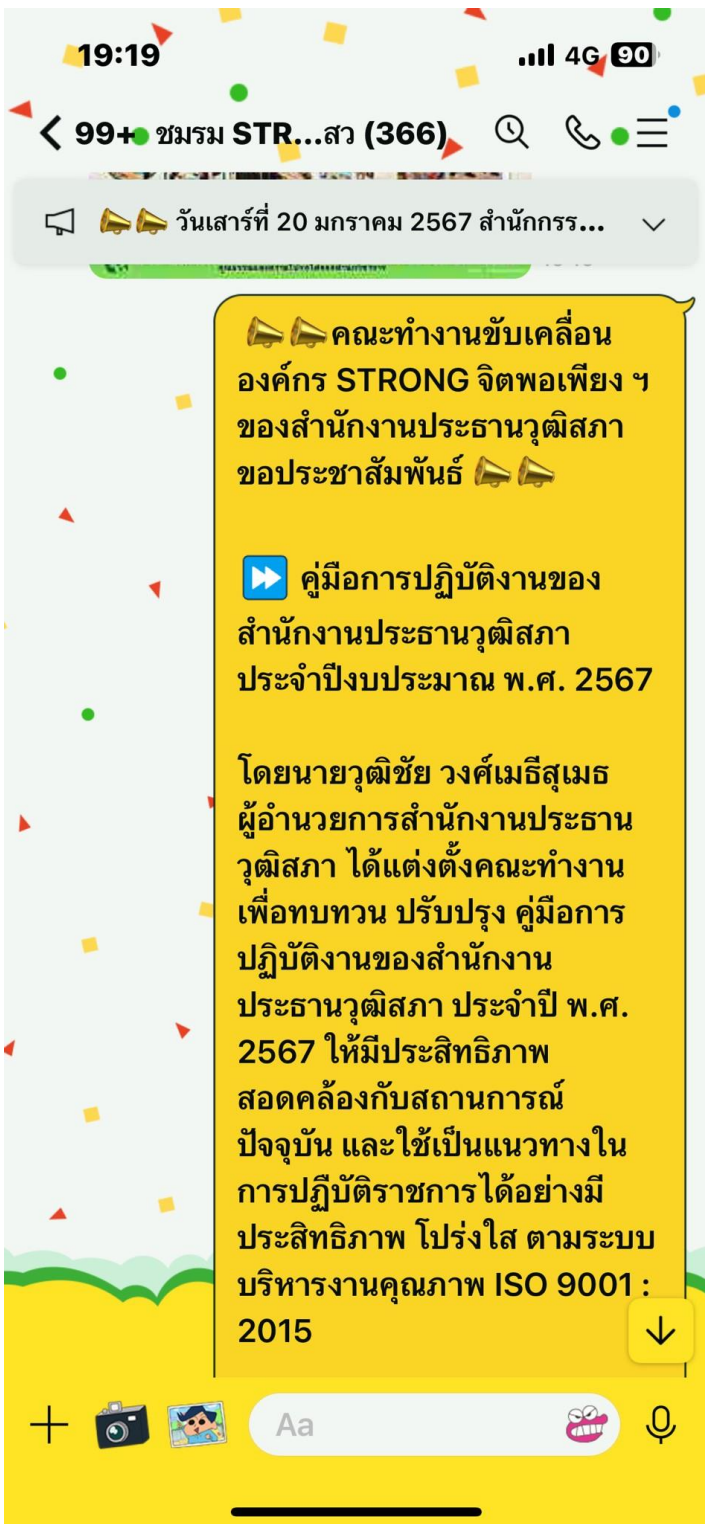 19:19
4G 90
99+ ชมรม STR...สว (366)
วันเสาร์ที่ 20 มกราคม 2567 สำนักกรร...
คณะทำงานขับเคลื่อน
องค์กร STRONG จิตพอเพียง ฯ
ของสำนักงานประธานวุฒิสภา
ขอประชาสัมพันธ์
คู่มือการปฏิบัติงานของ
สำนักงานประธานวุฒิสภา
ประจำปีงบประมาณ พ.ศ. 2567
โดยนายวุฒิชัย วงศ์เมธีสุเมธ
ผู้อำนวยการสำนักงานประธาน
วุฒิสภา ได้แต่งตั้งคณะทำงาน
เพื่อทบทวน ปรับปรุง คู่มือการ
ปฏิบัติงานของสำนักงาน
ประธานวุฒิสภา ประจำปี พ.ศ.
2567 ให้มีประสิทธิภาพ
สอดคล้องกับสถานการณ์
ปัจจุบัน และใช้เป็นแนวทางใน
การปฏืบัติราชการได้อย่างมี
ประสิทธิภาพ โปร่งใส ตามระบบ
บริหารงานคุณภาพ ISO 9001 :
2015
Aa